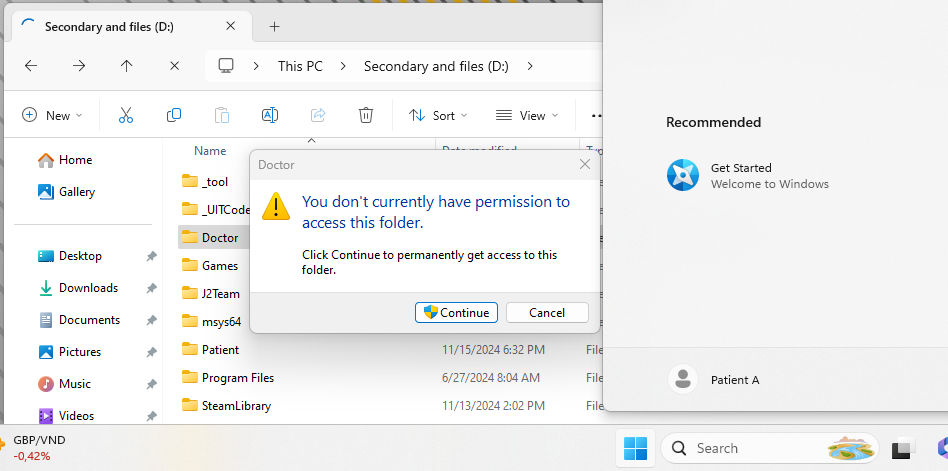 Secondary and files (D:)
This PC
Secondary and files (D:)
New
Sort
View
Name
Date modified
Home
Gallery
Desktop
Downloads
Documents
Pictures
Music
Videos
_tool
_UITCode
Doctor
Games
J2Team
msys64
Patient 11/15/2024 6:32 PM File
Program Files 6/27/2024 8:04 AM File
SteamLibrary 11/13/2024 2:02 PM File
Doctor
You don't currently have permission to
access this folder.
Click Continue to permanently get access to this
folder.
Continue
Cancel
Recommended
Get Started
Welcome to Windows
Patient A
GBP/VND
-0,42%
Search